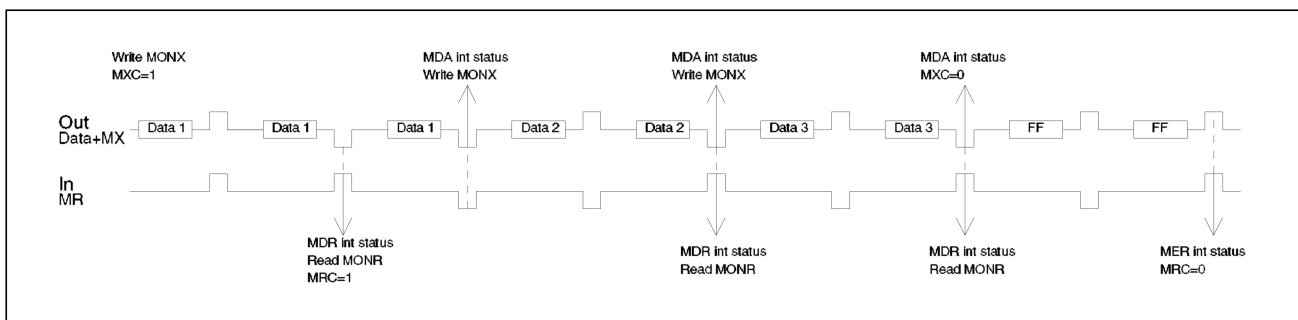 Write MONX
MXC=1
MDA int status
Write MONX
MDA int status
Write MONX
MDA int status
MXC=0
Out
Data+MX
Data 1
Data 1
Data 1
Data 2
Data 2
Data 3
Data 3
FF
FF
In
MR
MDR int status
Read MONR
MRC=1
MDR int status
Read MONR
MDR int status
Read MONR
MER int status
MRC=0